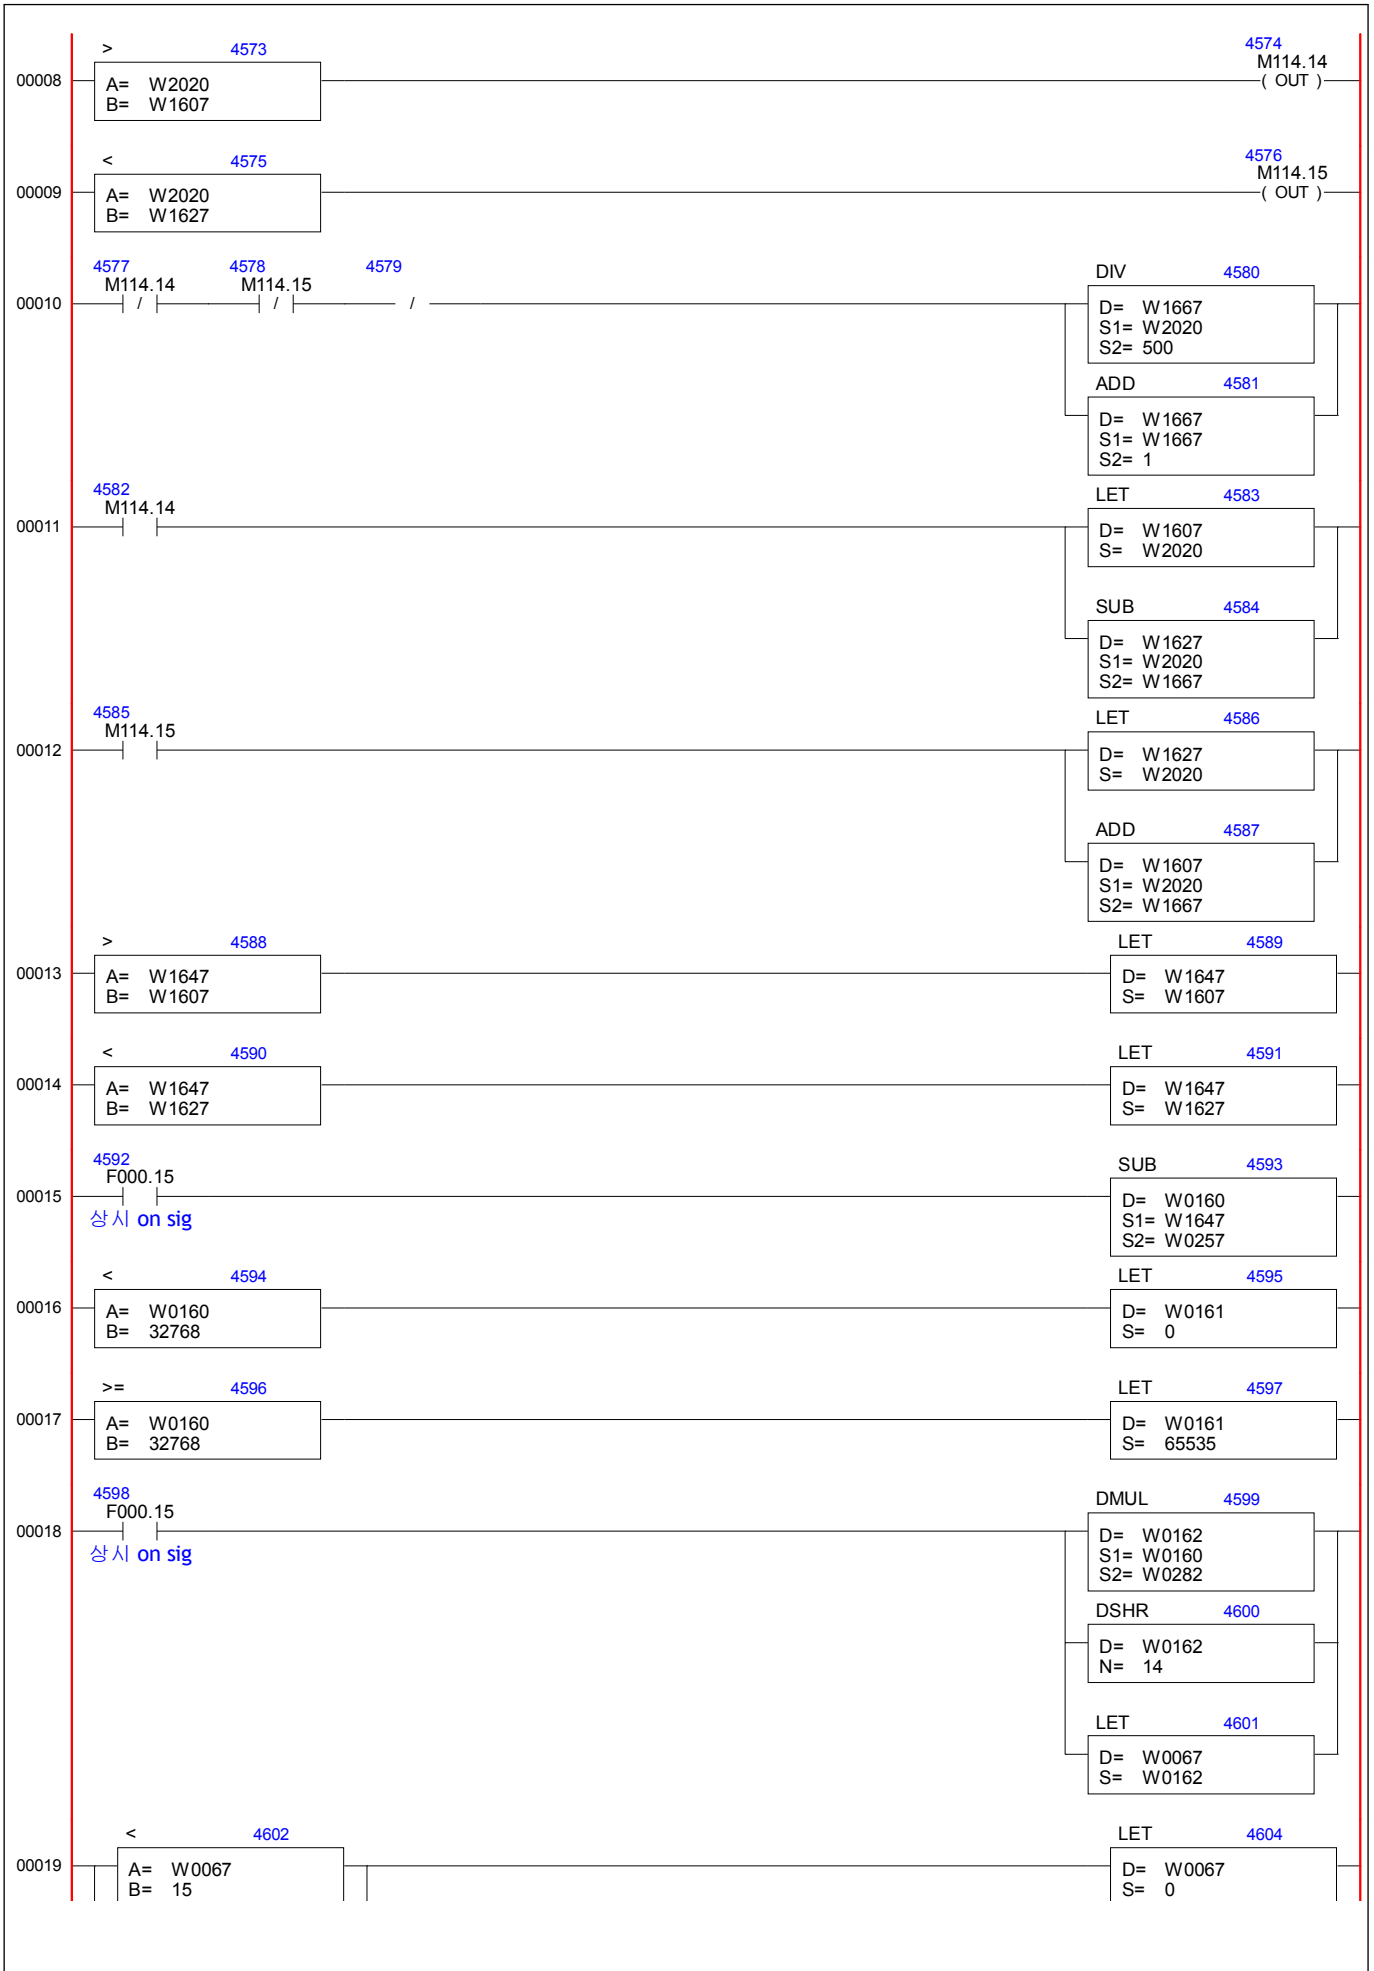 > 4573 4574
M114.14
00008 A= W2020 ( OUT )
B= W1607
< 4575 4576
M114.15
00009 A= W2020 ( OUT )
B= W1627
4577 4578 4579 DIV 4580
M114.14 M114.15
00010 / / / D= W1667
S1= W2020
S2= 500
ADD 4581
D= W1667
S1= W1667
S2= 1
4582 LET 4583
M114.14
00011 D= W1607
S= W2020
SUB 4584
D= W1627
S1= W2020
S2= W1667
4585 LET 4586
M114.15
00012 D= W1627
S= W2020
ADD 4587
D= W1607
S1= W2020
S2= W1667
> 4588 LET 4589
00013 A= W1647 D= W1647
B= W1607 S= W1607
< 4590 LET 4591
00014 A= W1647 D= W1647
B= W1627 S= W1627
4592 SUB 4593
F000.15
00015 D= W0160
상시 on sig S1= W1647
S2= W0257
< 4594 LET 4595
00016 A= W0160 D= W0161
B= 32768 S= 0
>= 4596 LET 4597
00017 A= W0160 D= W0161
B= 32768 S= 65535
4598 DMUL 4599
F000.15
00018 D= W0162
상시 on sig S1= W0160
S2= W0282
DSHR 4600
D= W0162
N= 14
LET 4601
D= W0067
S= W0162
< 4602 LET 4604
00019 A= W0067 D= W0067
B= 15 S= 0